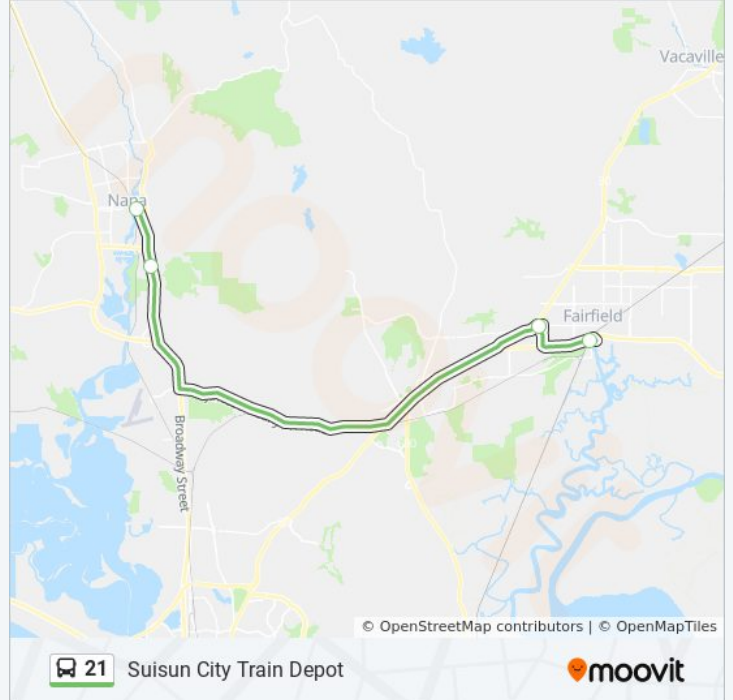 Vacaville
Napa
Fairfield
Broadway Street
© OpenStreetMap contributors | © OpenMapTiles
21 Suisun City Train Depot
moovit